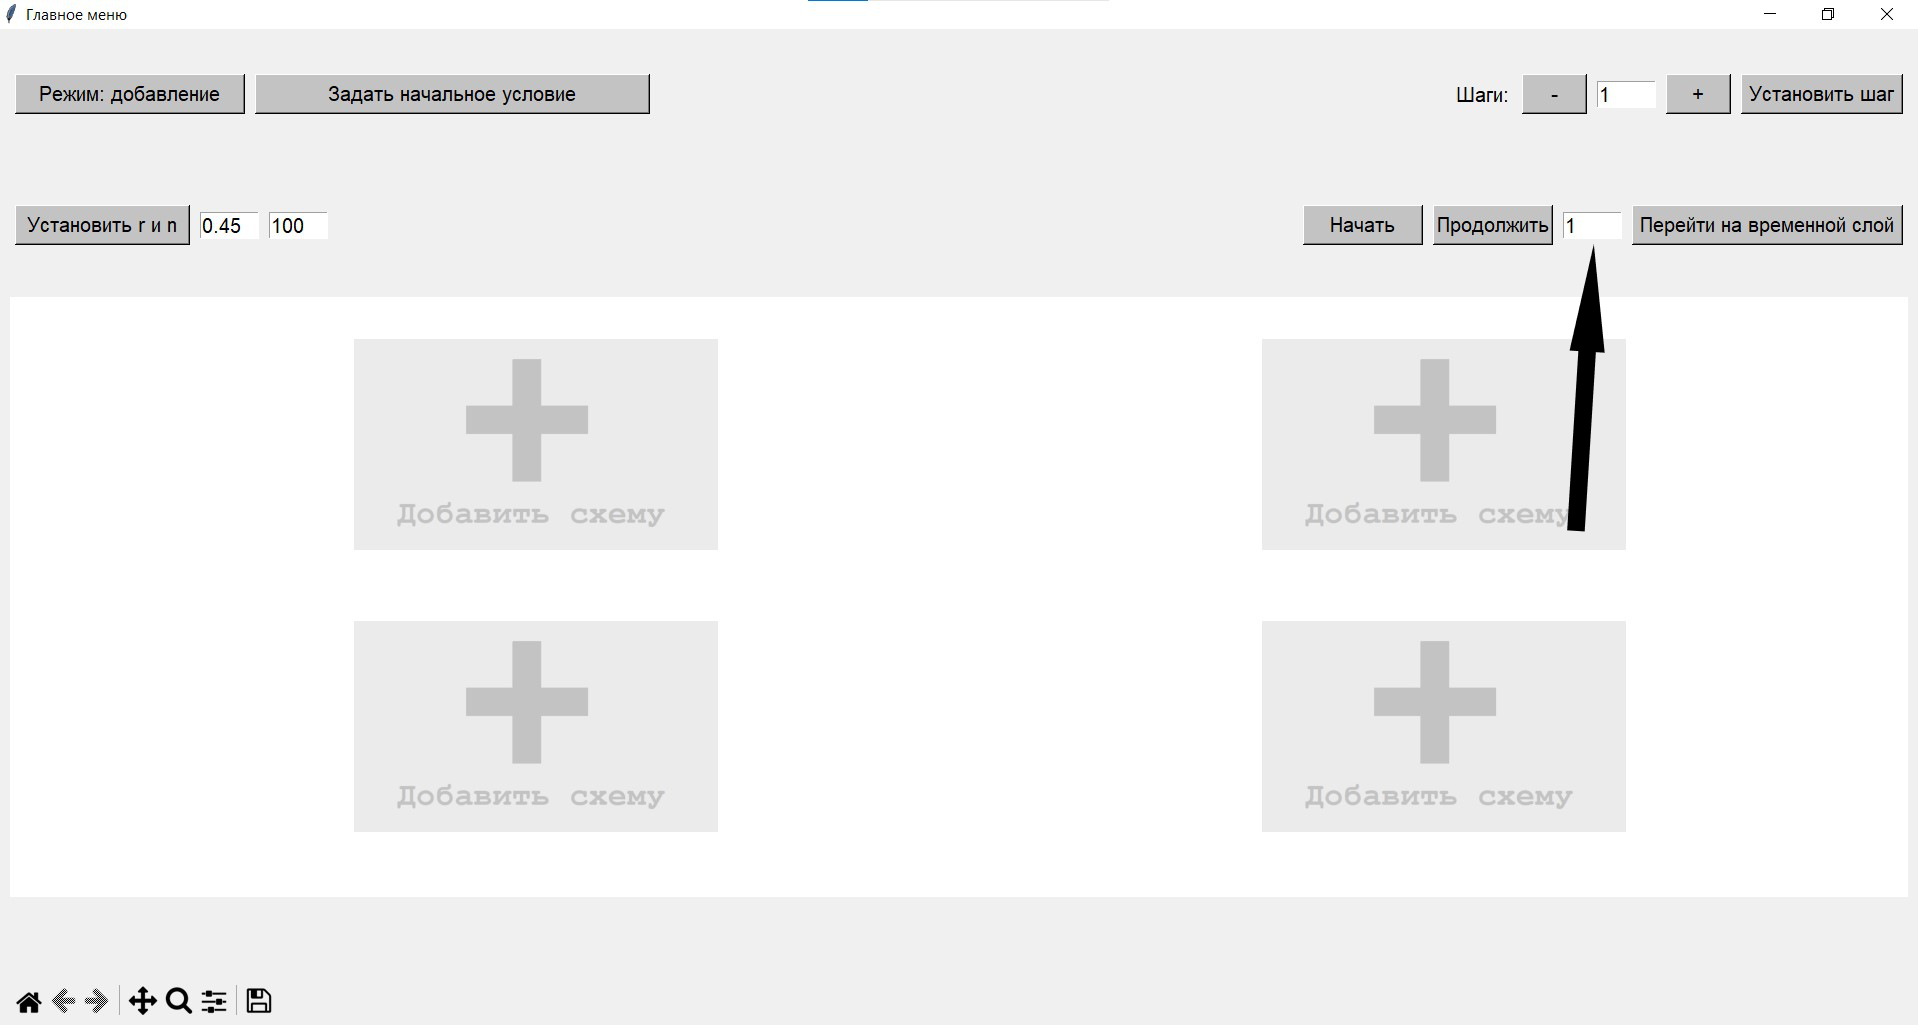 Главное меню
Режим: добавление Задать начальное условие Шаги: - 1 + Установить шаг
Установить r и n 0.45 100 Начать Продолжить 1 Перейти на временной слой
Добавить схему Добавить схему
Добавить схему Добавить схему